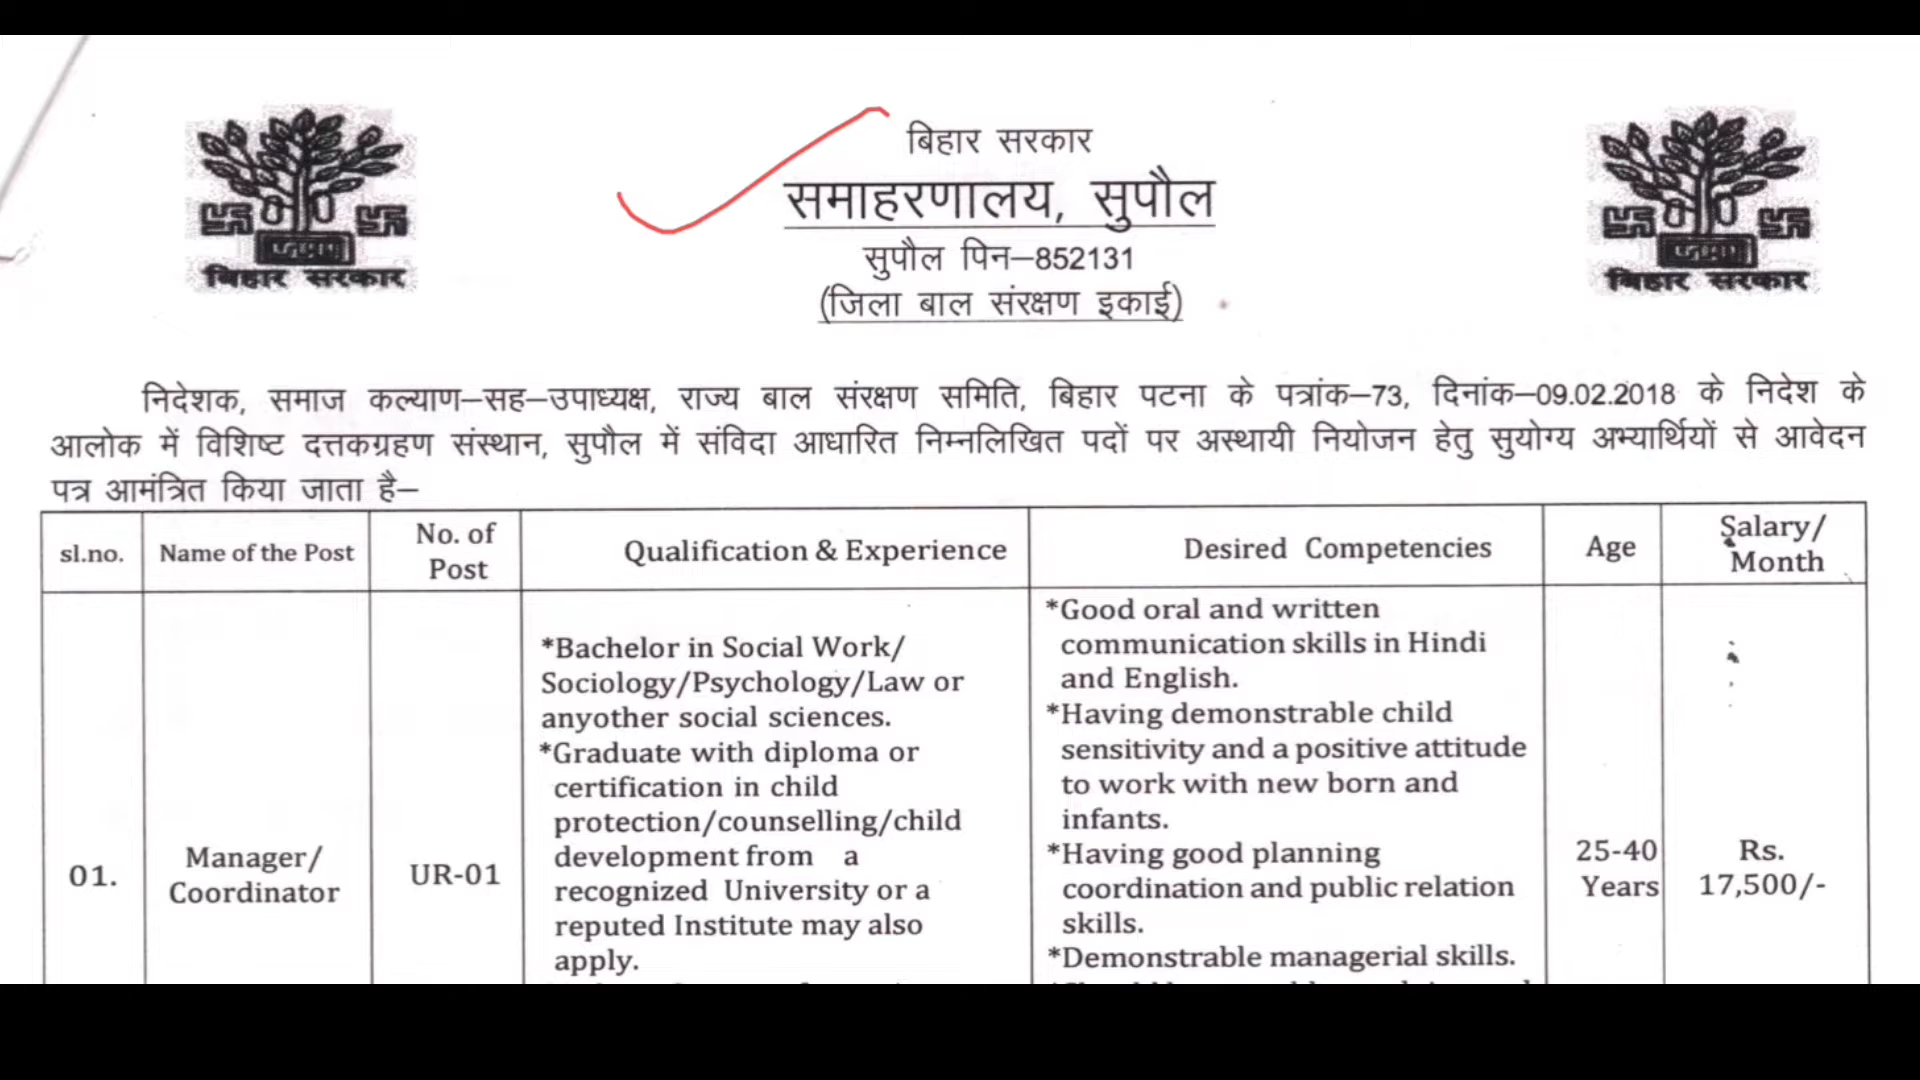 बिहार सरकार
समाहरणालय, सुपौल
सुपौल पिन–852131
(जिला बाल संरक्षण इकाई)
बिहार सरकार
बिहार सरकार
निदेशक, समाज कल्याण–सह–उपाध्यक्ष, राज्य बाल संरक्षण समिति, बिहार पटना के पत्रांक–73, दिनांक–09.02.2018 के निदेश के
आलोक में विशिष्ट दत्तकग्रहण संस्थान, सुपौल में संविदा आधारित निम्नलिखित पदों पर अस्थायी नियोजन हेतु सुयोग्य अभ्यार्थियों से आवेदन
पत्र आमंत्रित किया जाता है–
sl.no.
Name of the Post
No. of
Post
Qualification & Experience
Desired Competencies
Age
Salary/
Month
01.
Manager/
Coordinator
UR-01
*Bachelor in Social Work/
Sociology/Psychology/Law or
anyother social sciences.
*Graduate with diploma or
certification in child
protection/counselling/child
development from a
recognized University or a
reputed Institute may also
apply.
*Good oral and written
communication skills in Hindi
and English.
*Having demonstrable child
sensitivity and a positive attitude
to work with new born and
infants.
*Having good planning
coordination and public relation
skills.
*Demonstrable managerial skills.
25-40
Years
Rs.
17,500/-